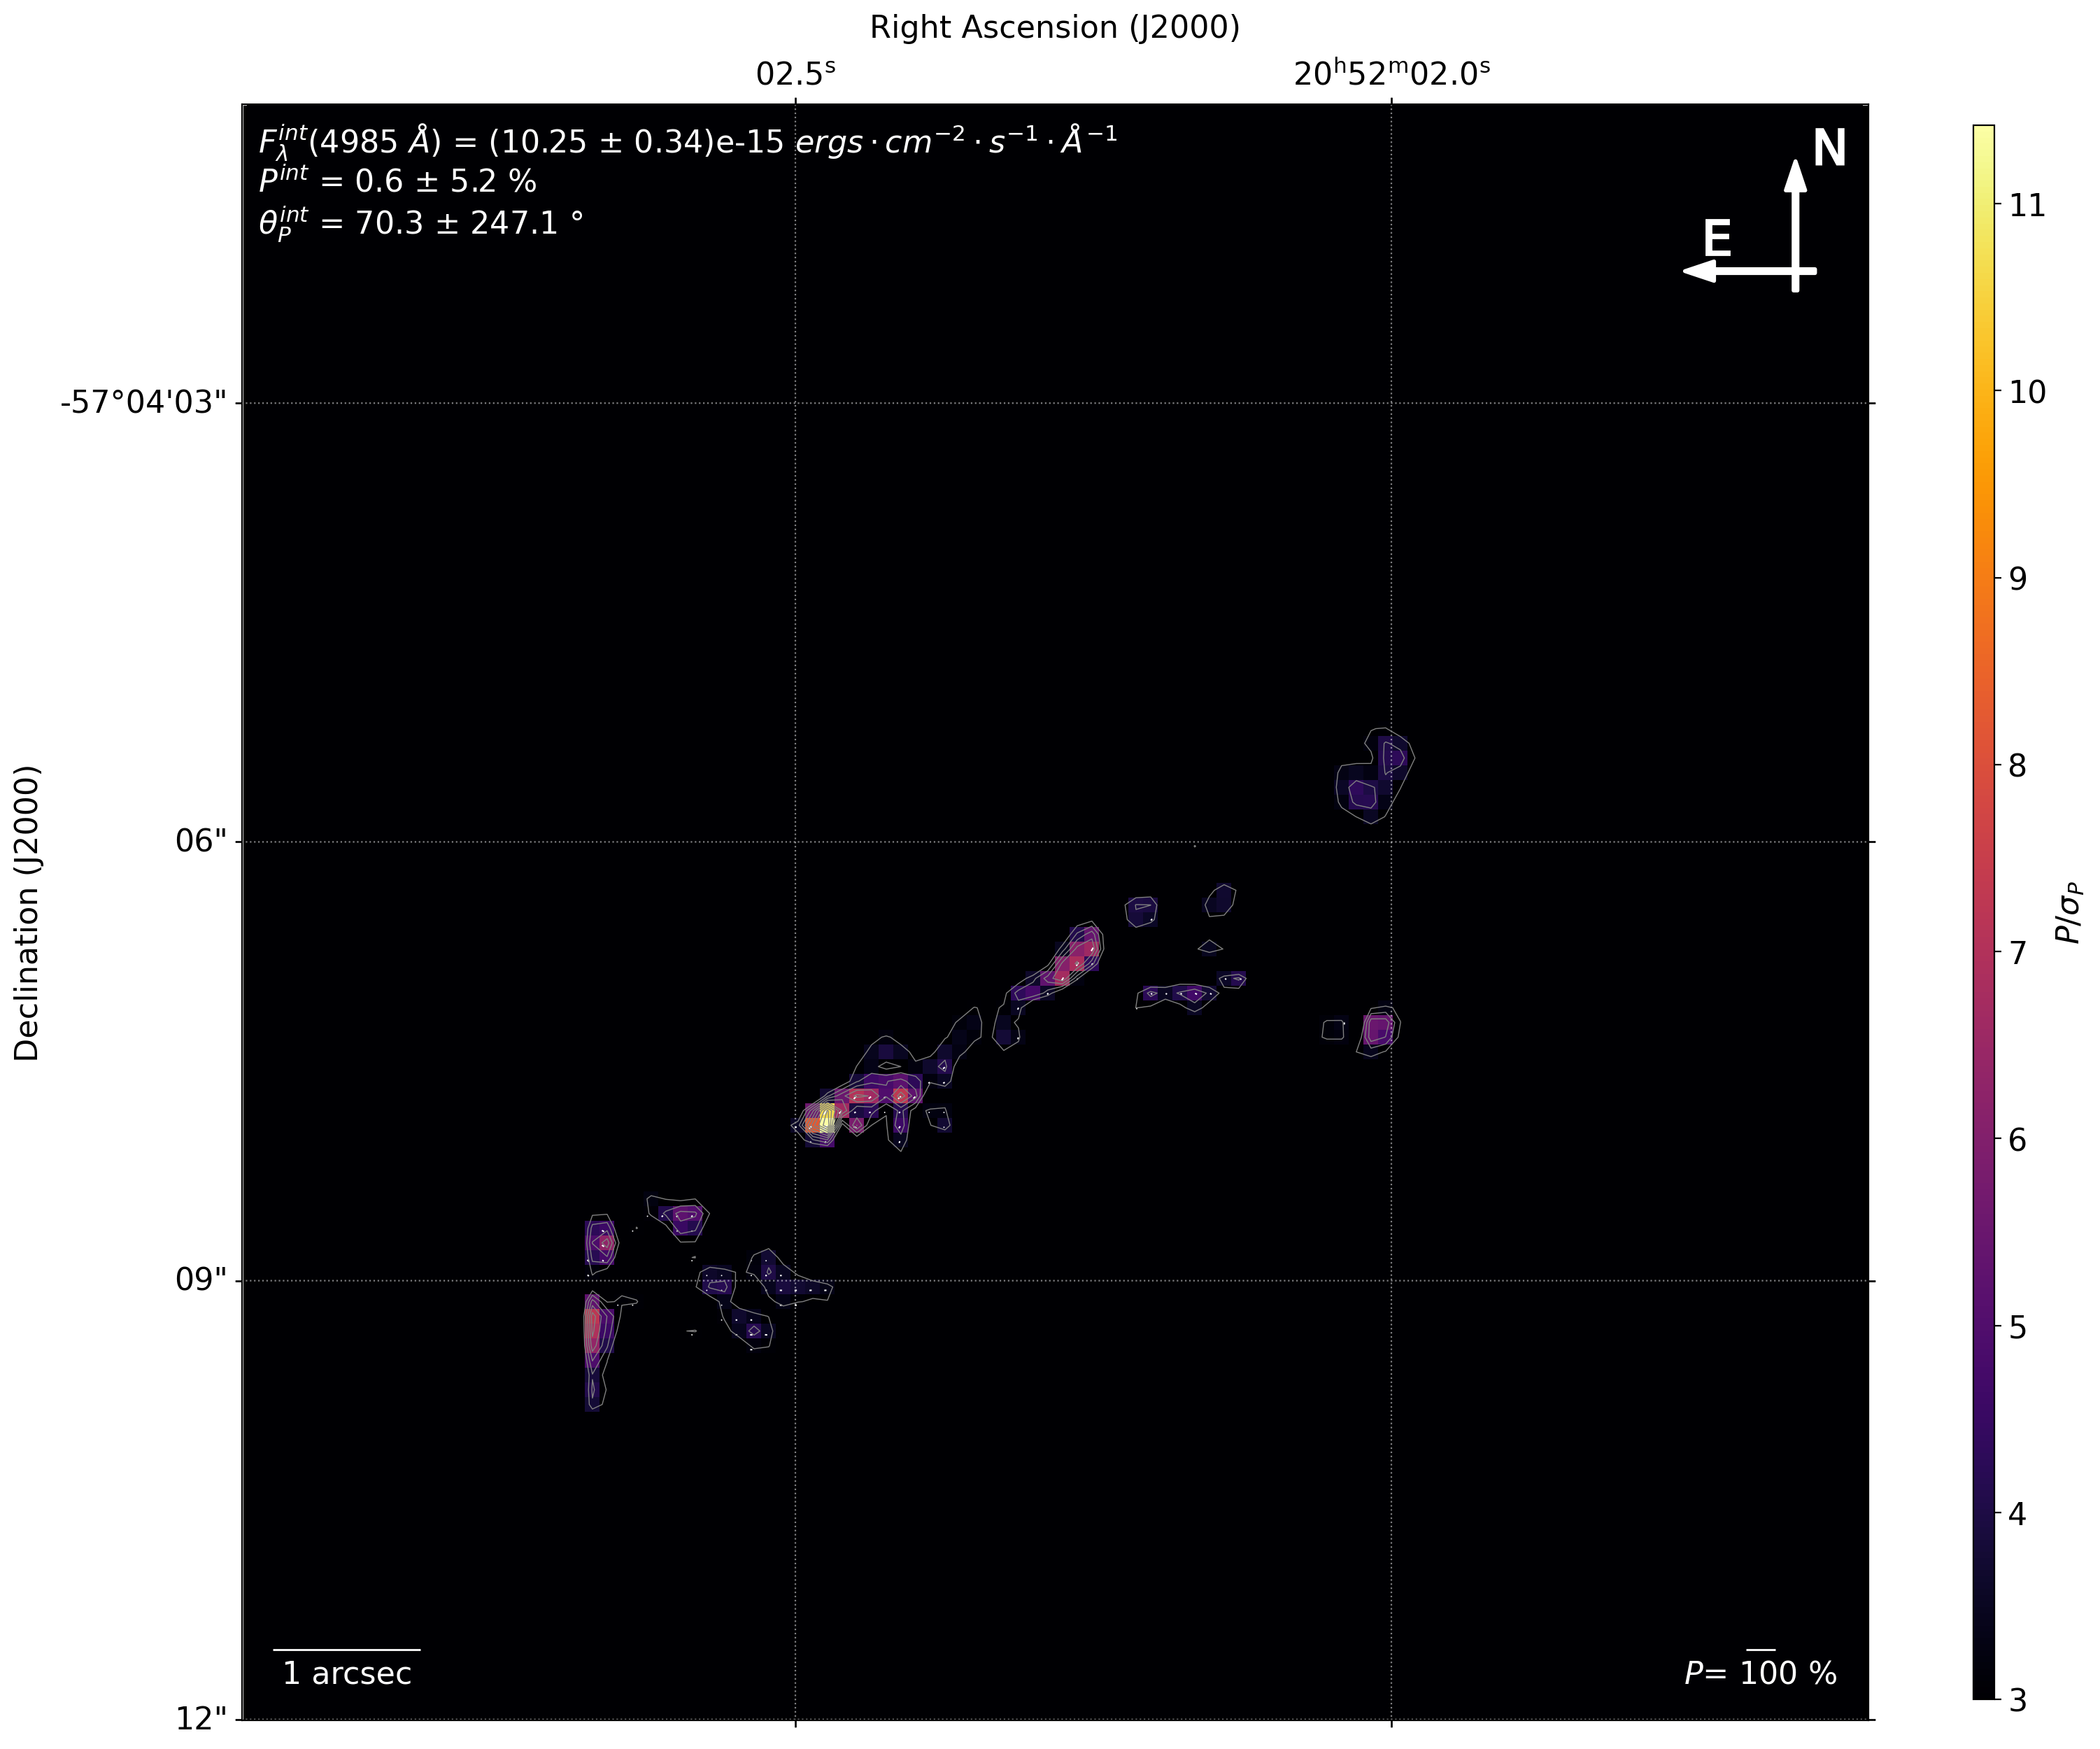 Right Ascension (J2000)
02.5ˢ
20ʰ52ᵐ02.0ˢ
F_λ^int(4985 Å) = (10.25 ± 0.34)e-15 ergs · cm⁻² · s⁻¹ · Å⁻¹
P^int = 0.6 ± 5.2 %
θ_P^int = 70.3 ± 247.1 °
N
E
-57°04'03"
06"
09"
12"
Declination (J2000)
1 arcsec
P= 100 %
11
10
9
8
7
6
5
4
3
P/σ_P